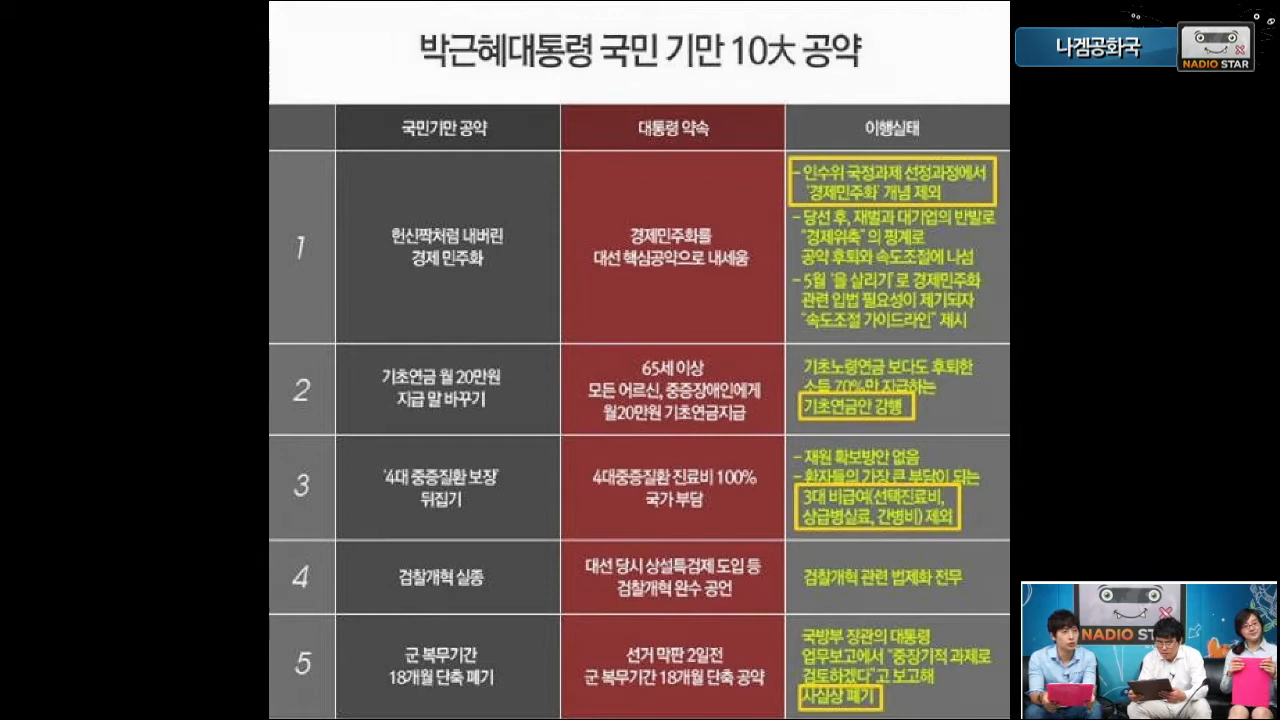 박근혜대통령 국민 기만 10大 공약
나겜공화국
NADIO STAR
국민기만 공약
대통령 약속
이행실태
1
헌신짝처럼 내버린
경제 민주화
경제민주화를
대선 핵심공약으로 내세움
- 인수위 국정과제 선정과정에서
'경제민주화' 개념 제외
- 당선 후, 재벌과 대기업의 반발로
"경제위축" 의 핑계로
공약 후퇴와 속도조절에 나섬
- 5월 '을 살리기' 로 경제민주화
관련 입법 필요성이 제기되자
"속도조절 가이드라인" 제시
2
기초연금 월 20만원
지급 말 바꾸기
65세 이상
모든 어르신, 중증장애인에게
월20만원 기초연금지급
기초노령연금 보다도 후퇴한
소득 70%만 지급하는
기초연금안 강행
3
'4대 중증질환 보장'
뒤집기
4대중증질환 진료비 100%
국가 부담
- 재원 확보방안 없음
- 환자들의 가장 큰 부담이 되는
3대 비급여(선택진료비,
상급병실료, 간병비) 제외
4
검찰개혁 실종
대선 당시 상설특검제 도입 등
검찰개혁 완수 공언
검찰개혁 관련 법제화 전무
5
군 복무기간
18개월 단축 폐기
선거 막판 2일전
군 복무기간 18개월 단축 공약
국방부 장관의 대통령
업무보고에서 "중장기적 과제로
검토하겠다"고 보고해
사실상 폐기
NADIO STAR